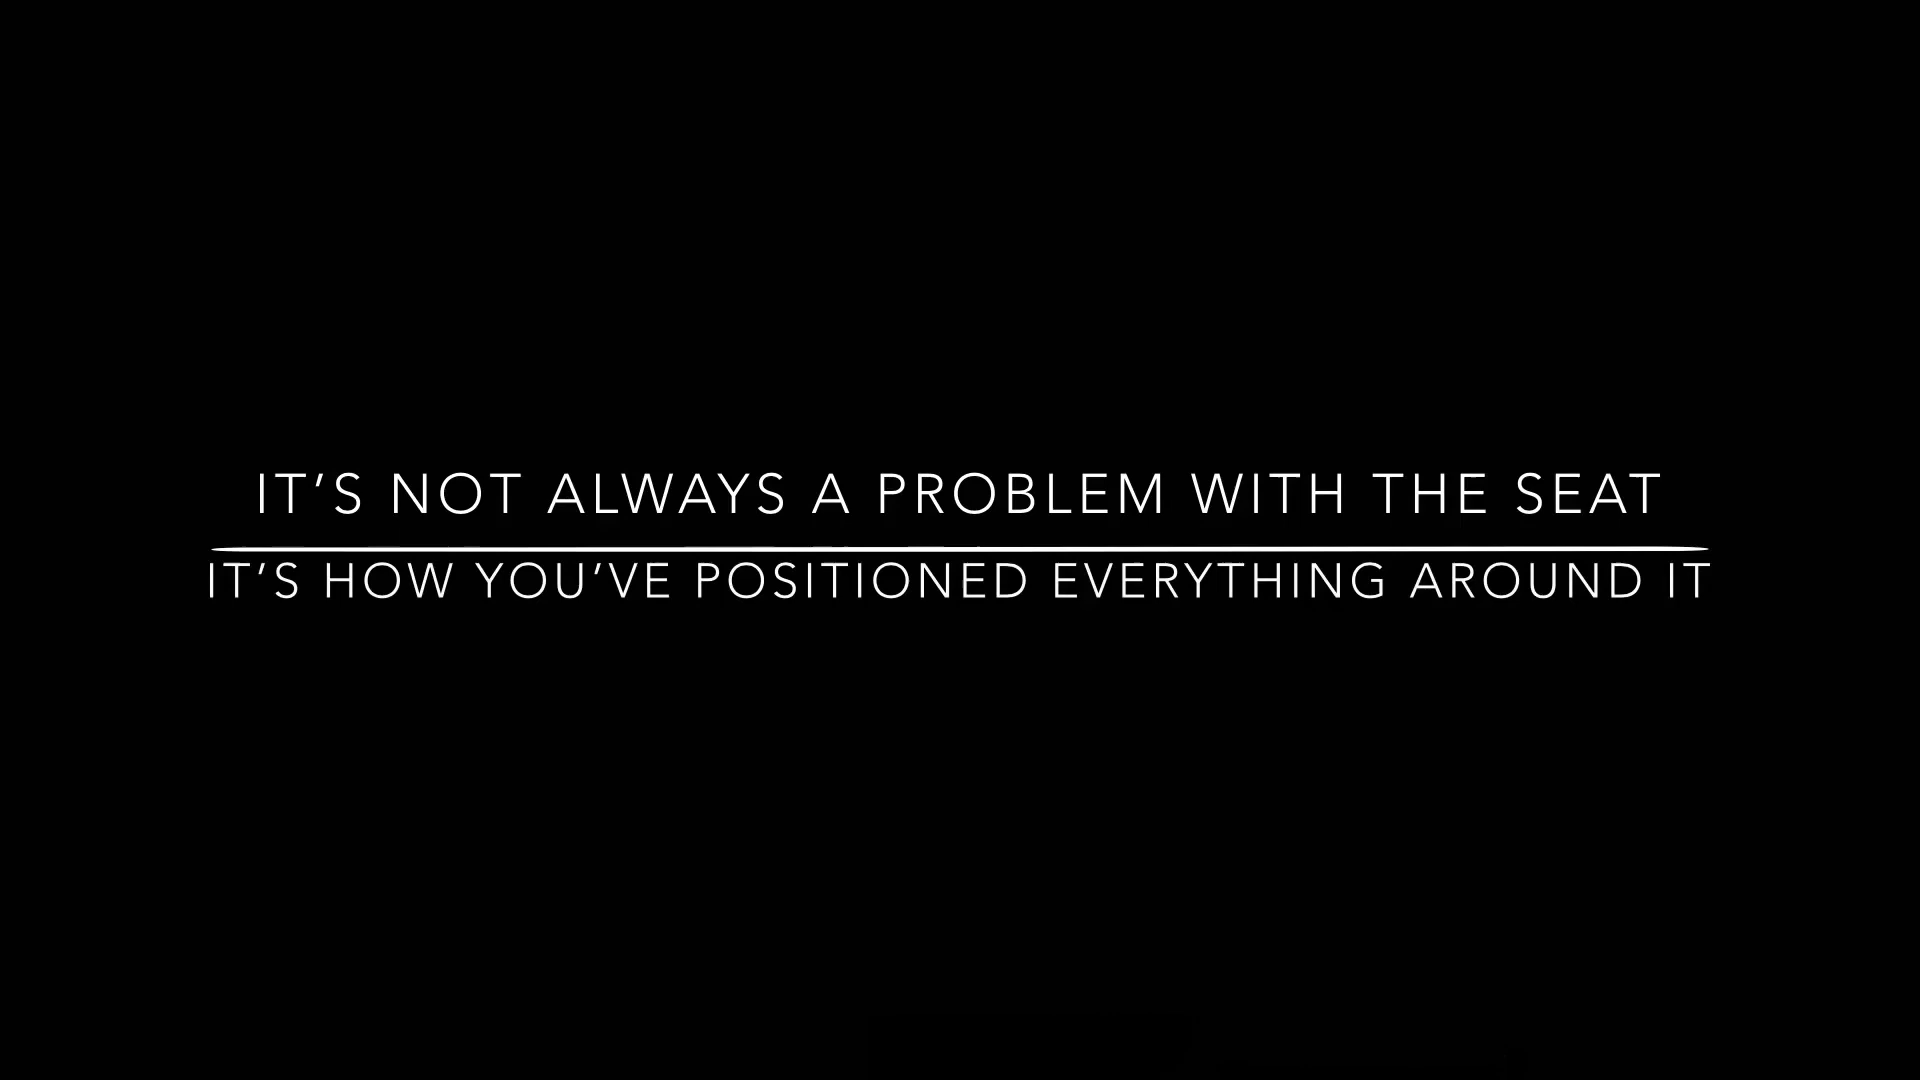 IT’S NOT ALWAYS A PROBLEM WITH THE SEAT
IT’S HOW YOU’VE POSITIONED EVERYTHING AROUND IT